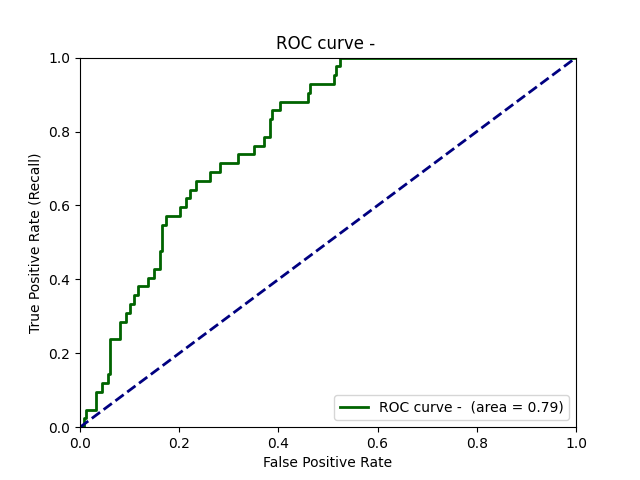 ROC curve -
True Positive Rate (Recall)
1.0
0.8
0.6
0.4
0.2
0.0
ROC curve -  (area = 0.79)
0.0 0.2 0.4 0.6 0.8 1.0
False Positive Rate